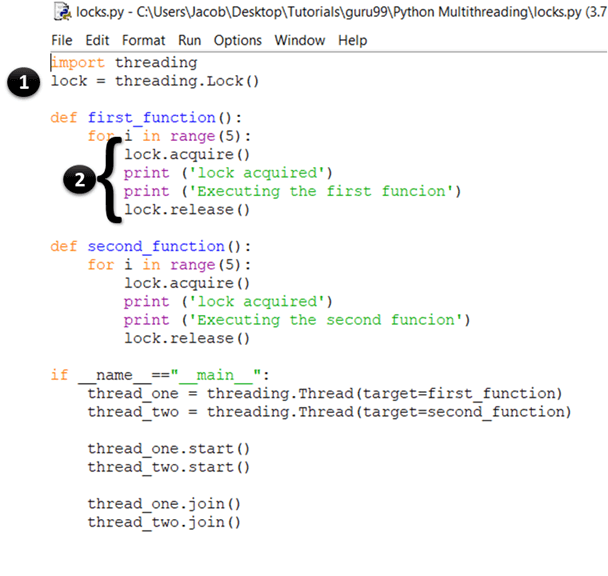 locks.py - C:\Users\Jacob\Desktop\Tutorials\guru99\Python Multithreading\locks.py (3.7
File Edit Format Run Options Window Help
import threading
1 lock = threading.Lock()
def first_function():
    for i in range(5):
        lock.acquire()
        print ('lock acquired')
2
        print ('Executing the first funcion')
        lock.release()
def second_function():
    for i in range(5):
        lock.acquire()
        print ('lock acquired')
        print ('Executing the second funcion')
        lock.release()
if __name__=="__main__":
    thread_one = threading.Thread(target=first_function)
    thread_two = threading.Thread(target=second_function)
    thread_one.start()
    thread_two.start()
    thread_one.join()
    thread_two.join()